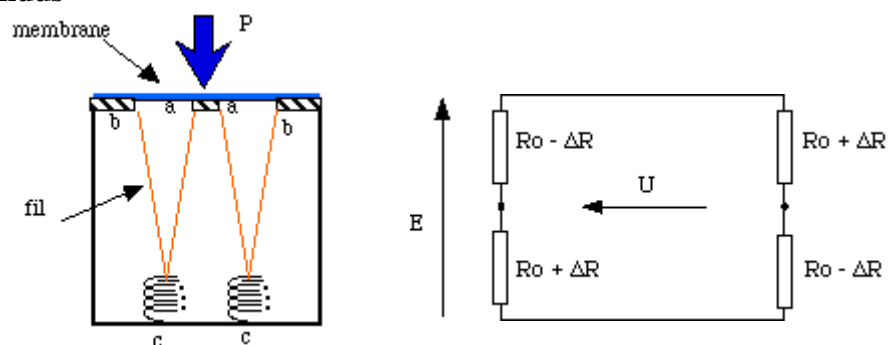 membrane
P
a
a
b
b
fil
c
c
E
U
Ro - ΔR
Ro + ΔR
Ro + ΔR
Ro - ΔR